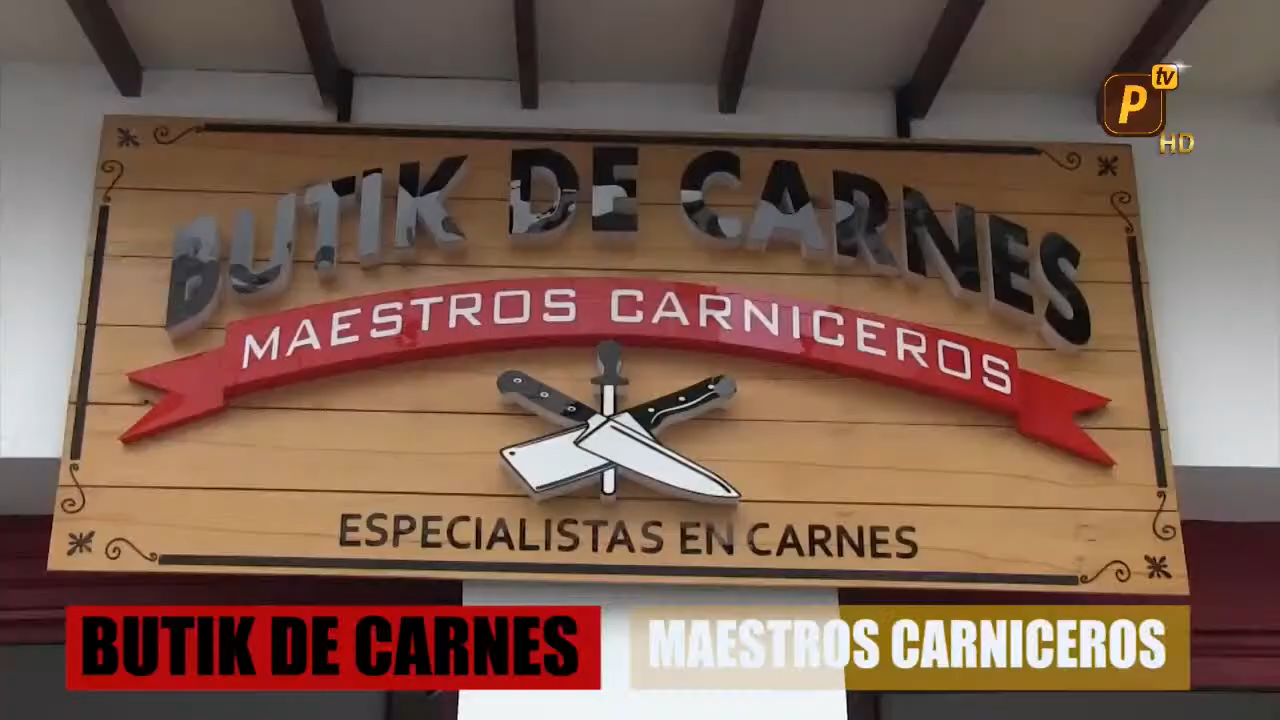 P tv
HD
BUTIK DE CARNES
MAESTROS CARNICEROS
ESPECIALISTAS EN CARNES
BUTIK DE CARNES
MAESTROS CARNICEROS